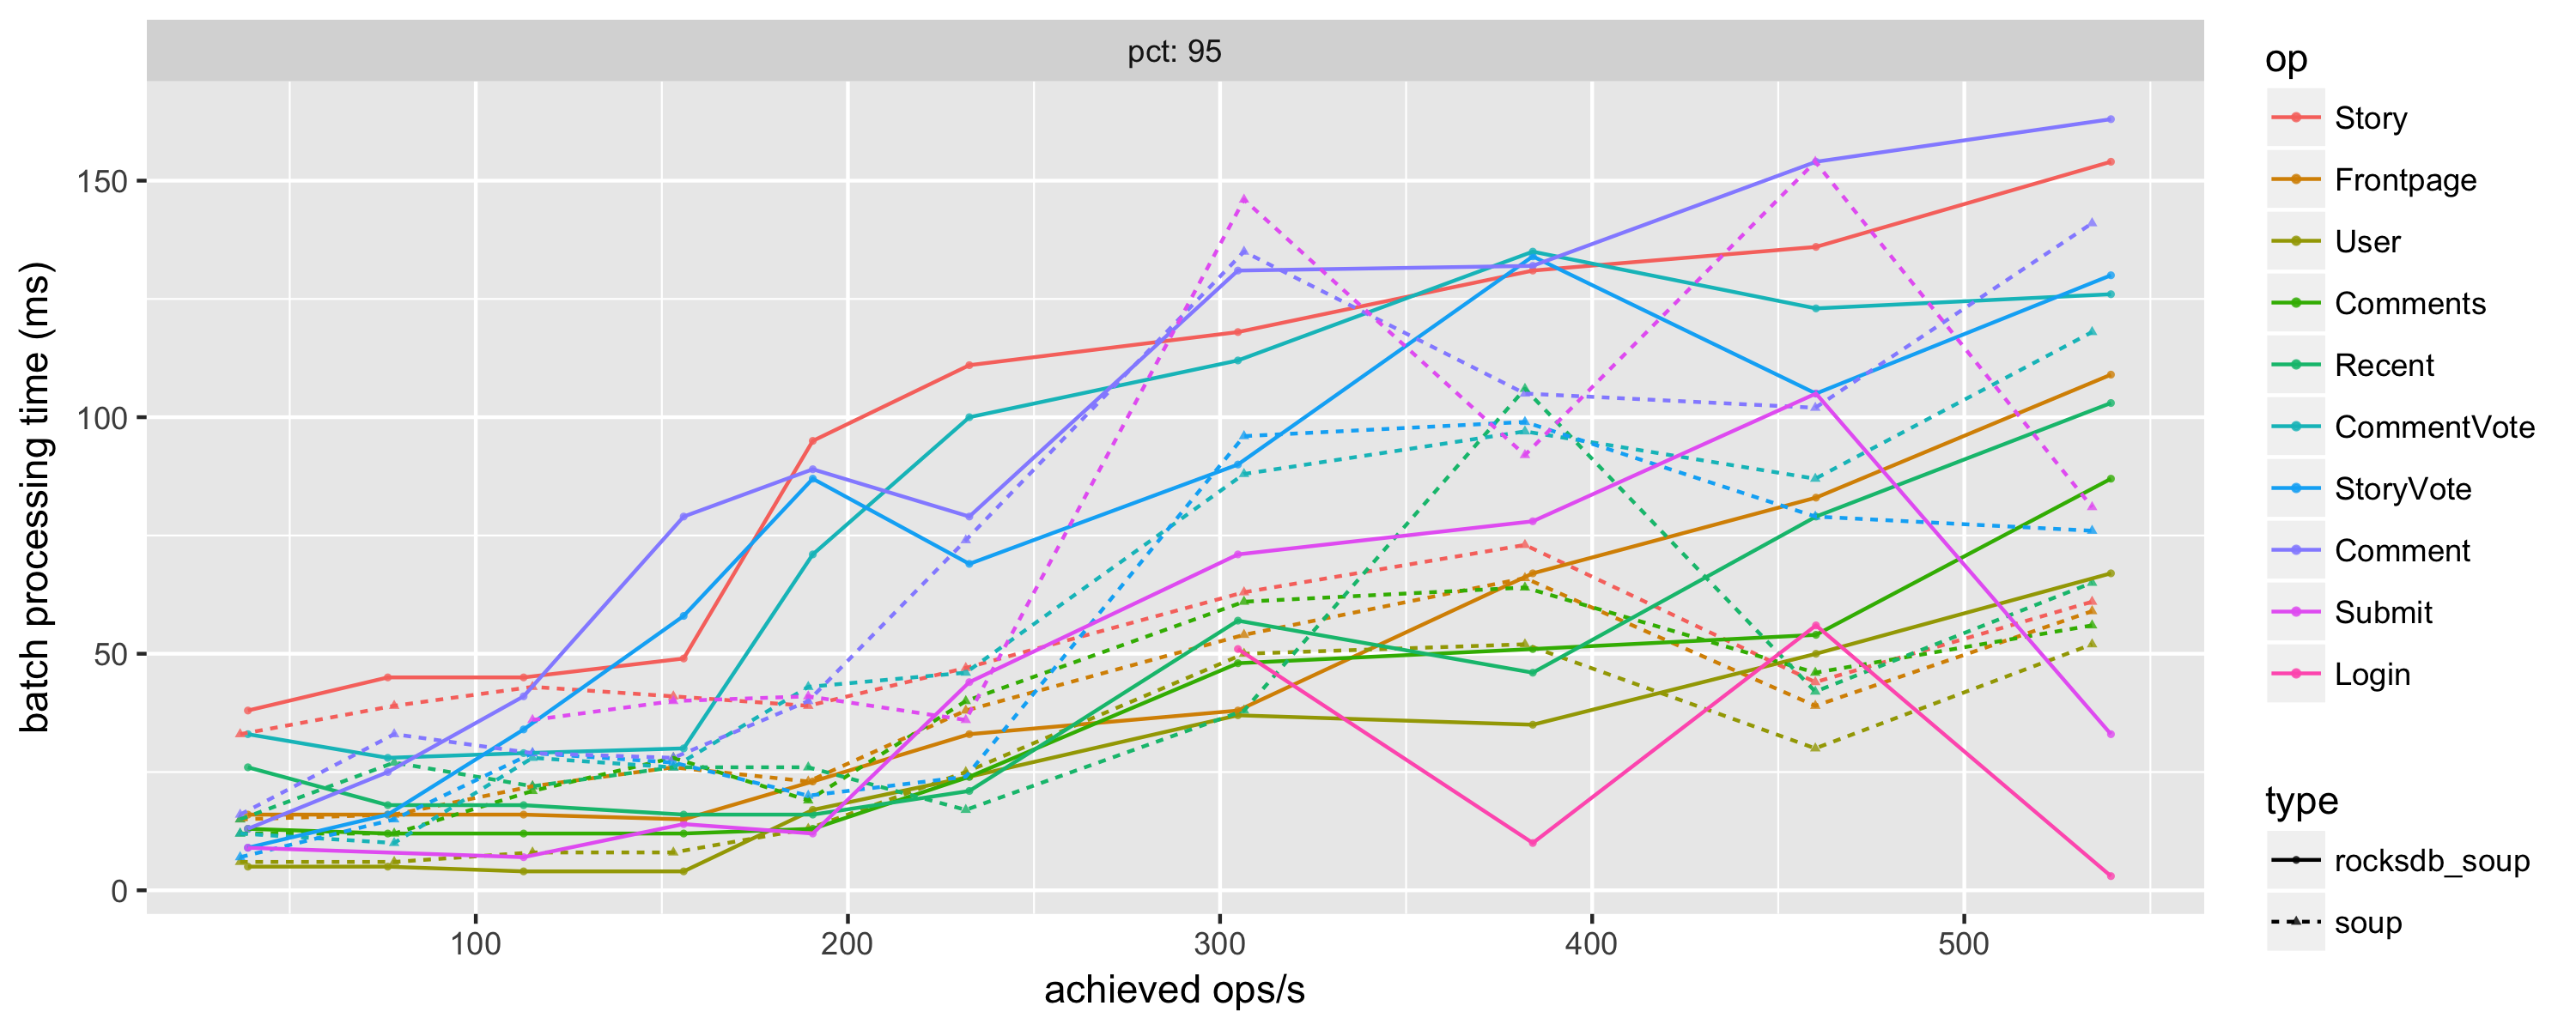 pct: 95
batch processing time (ms)
150
100
50
0
100 200 300 400 500
achieved ops/s
op
Story
Frontpage
User
Comments
Recent
CommentVote
StoryVote
Comment
Submit
Login
type
rocksdb_soup
soup